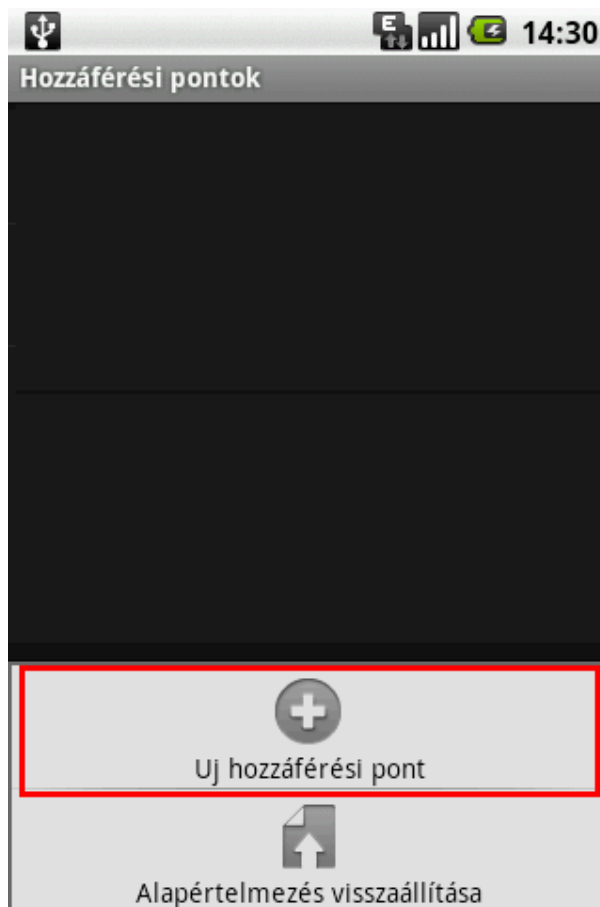 E
14:30
Hozzáférési pontok
Uj hozzáférési pont
Alapértelmezés visszaállítása